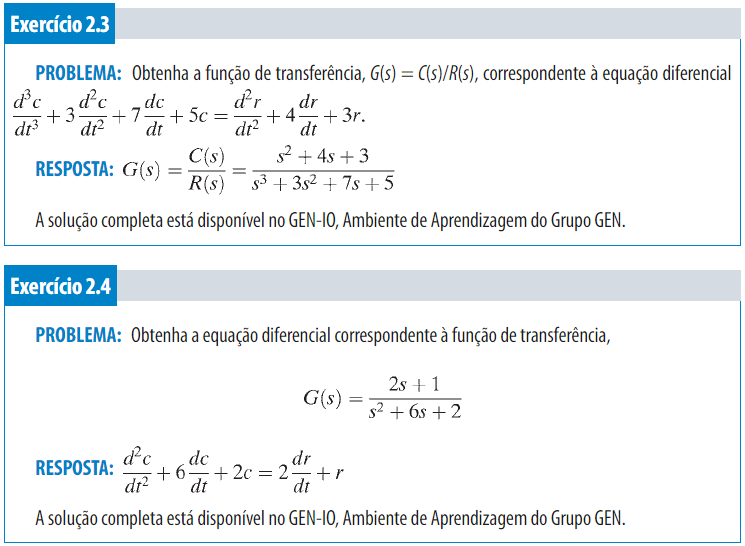 Exercício 2.3
PROBLEMA: Obtenha a função de transferência, G(s) = C(s)/R(s), correspondente à equação diferencial
d³c/dt³ + 3 d²c/dt² + 7 dc/dt + 5c = d²r/dt² + 4 dr/dt + 3r.
RESPOSTA: G(s) = C(s)/R(s) = (s² + 4s + 3)/(s³ + 3s² + 7s + 5)
A solução completa está disponível no GEN-IO, Ambiente de Aprendizagem do Grupo GEN.
Exercício 2.4
PROBLEMA: Obtenha a equação diferencial correspondente à função de transferência,
G(s) = (2s + 1)/(s² + 6s + 2)
RESPOSTA: d²c/dt² + 6 dc/dt + 2c = 2 dr/dt + r
A solução completa está disponível no GEN-IO, Ambiente de Aprendizagem do Grupo GEN.